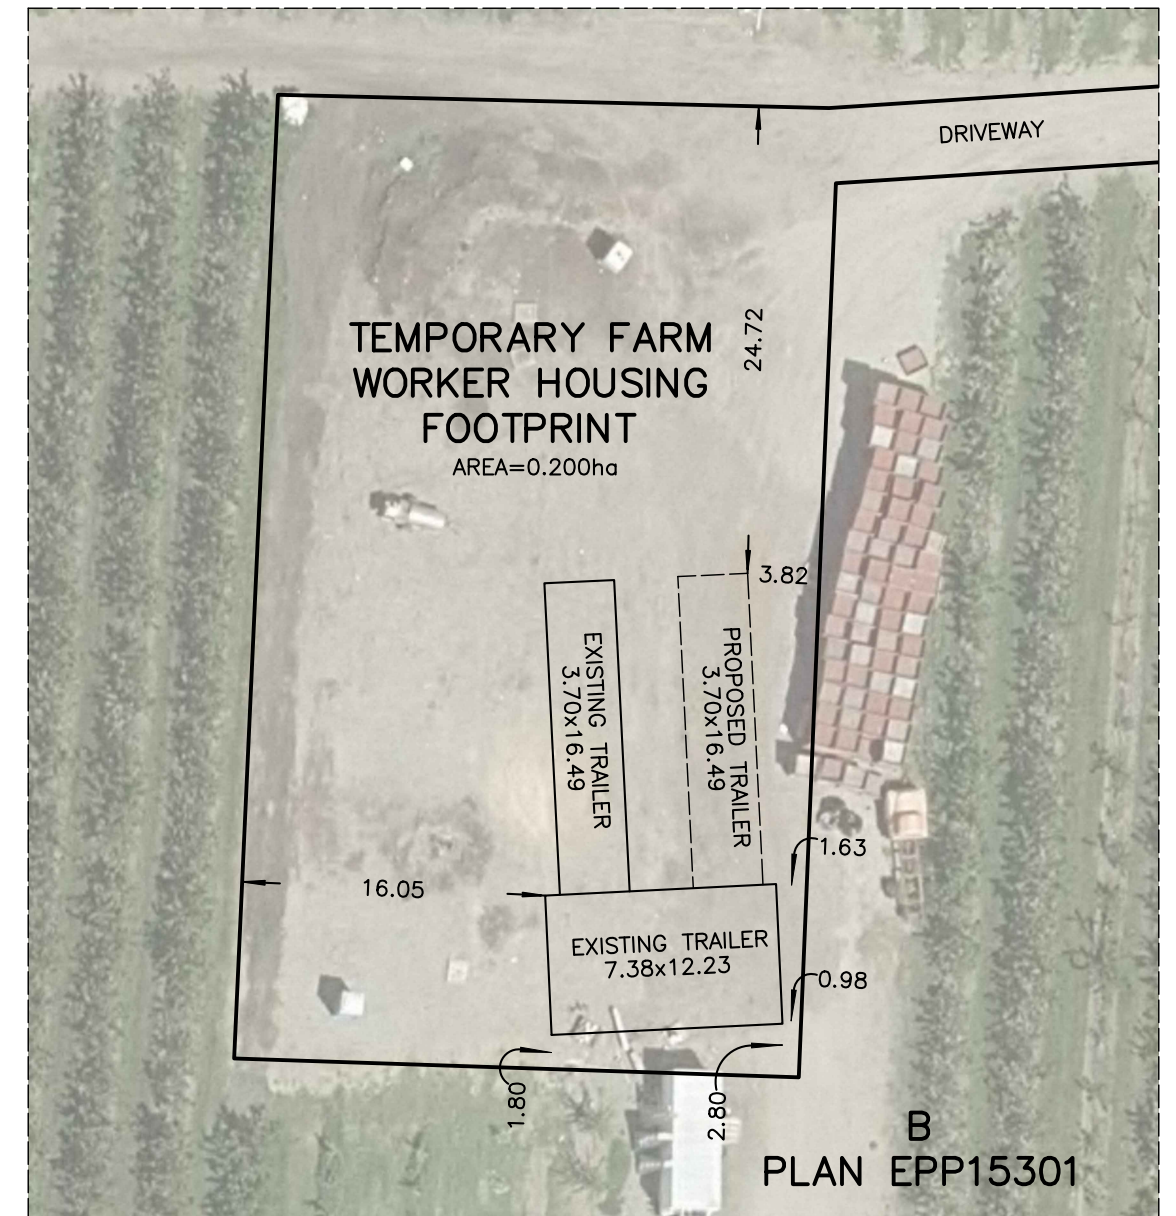 DRIVEWAY
24.72
TEMPORARY FARM
WORKER HOUSING
FOOTPRINT
AREA=0.200ha
3.82
EXISTING TRAILER
3.70x16.49
PROPOSED TRAILER
3.70x16.49
1.63
16.05
EXISTING TRAILER
7.38x12.23
0.98
1.80
2.80
B
PLAN EPP15301